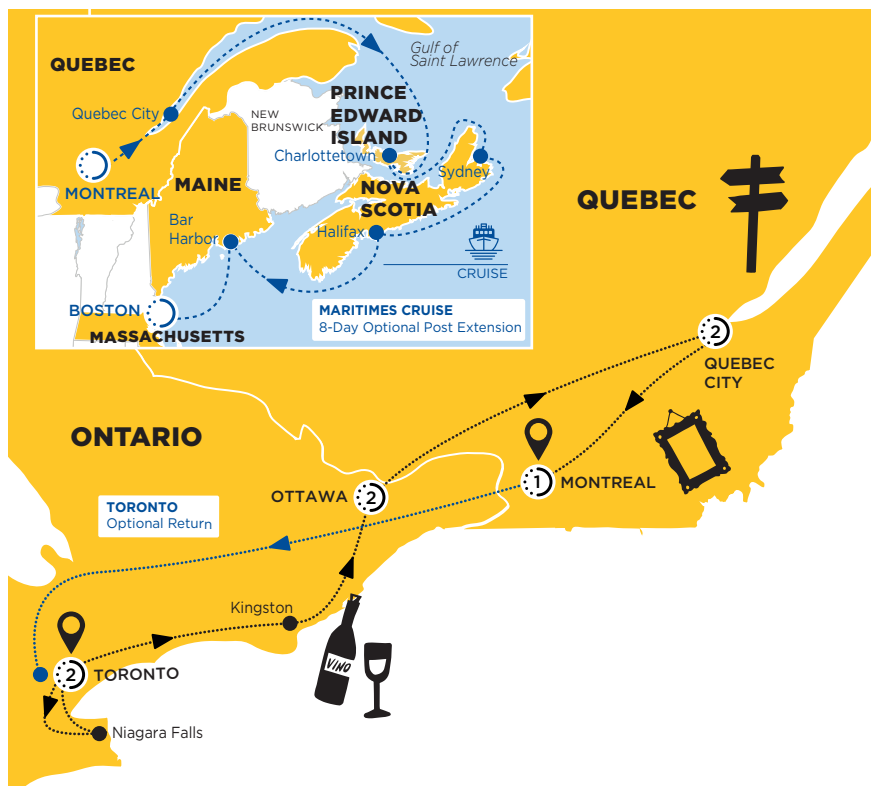 QUEBEC
Gulf of
Saint Lawrence
Quebec City
NEW
BRUNSWICK
PRINCE
EDWARD
ISLAND
Charlottetown
Sydney
MONTREAL
MAINE
NOVA
SCOTIA
Bar
Harbor
Halifax
CRUISE
BOSTON
MASSACHUSETTS
MARITIMES CRUISE
8-Day Optional Post Extension
QUEBEC
2
QUEBEC
CITY
ONTARIO
1
MONTREAL
OTTAWA
2
TORONTO
Optional Return
Kingston
VINO
2
TORONTO
Niagara Falls